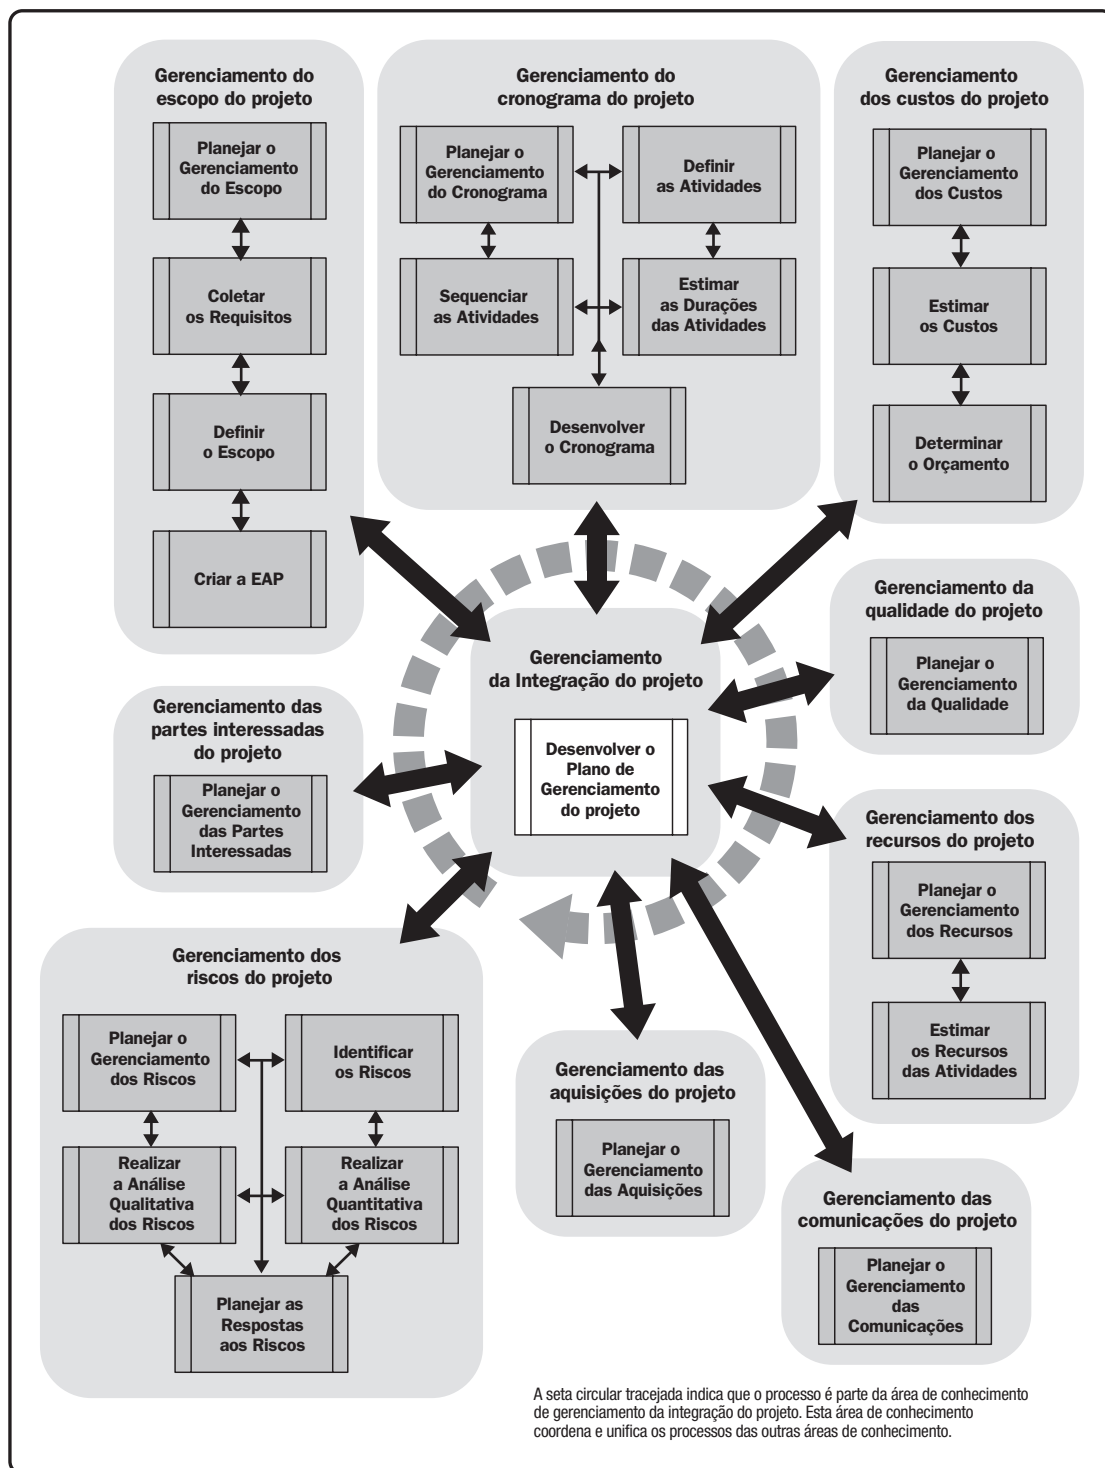 Gerenciamento do
escopo do projeto
Planejar o
Gerenciamento
do Escopo
Coletar
os Requisitos
Definir
o Escopo
Criar a EAP
Gerenciamento do
cronograma do projeto
Planejar o
Gerenciamento
do Cronograma
Definir
as Atividades
Sequenciar
as Atividades
Estimar
as Durações
das Atividades
Desenvolver
o Cronograma
Gerenciamento
dos custos do projeto
Planejar o
Gerenciamento
dos Custos
Estimar
os Custos
Determinar
o Orçamento
Gerenciamento da
qualidade do projeto
Planejar o
Gerenciamento
da Qualidade
Gerenciamento
da Integração do projeto
Desenvolver o
Plano de
Gerenciamento
do projeto
Gerenciamento das
partes interessadas
do projeto
Planejar o
Gerenciamento
das Partes
Interessadas
Gerenciamento dos
recursos do projeto
Planejar o
Gerenciamento
dos Recursos
Estimar
os Recursos
das Atividades
Gerenciamento dos
riscos do projeto
Planejar o
Gerenciamento
dos Riscos
Identificar
os Riscos
Realizar
a Análise
Qualitativa
dos Riscos
Realizar
a Análise
Quantitativa
dos Riscos
Planejar as
Respostas
aos Riscos
Gerenciamento das
aquisições do projeto
Planejar o
Gerenciamento
das Aquisições
Gerenciamento das
comunicações do projeto
Planejar o
Gerenciamento
das
Comunicações
A seta circular tracejada indica que o processo é parte da área de conhecimento
de gerenciamento da integração do projeto. Esta área de conhecimento
coordena e unifica os processos das outras áreas de conhecimento.